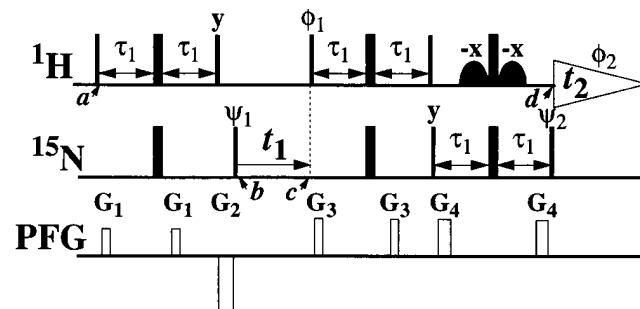 y ϕ₁
¹H τ₁ τ₁ τ₁ τ₁ -x -x ϕ₂
a d t₂
ψ₁ y ψ₂
¹⁵N t₁ τ₁ τ₁
b c
G₁ G₁ G₂ G₃ G₃ G₄ G₄
PFG